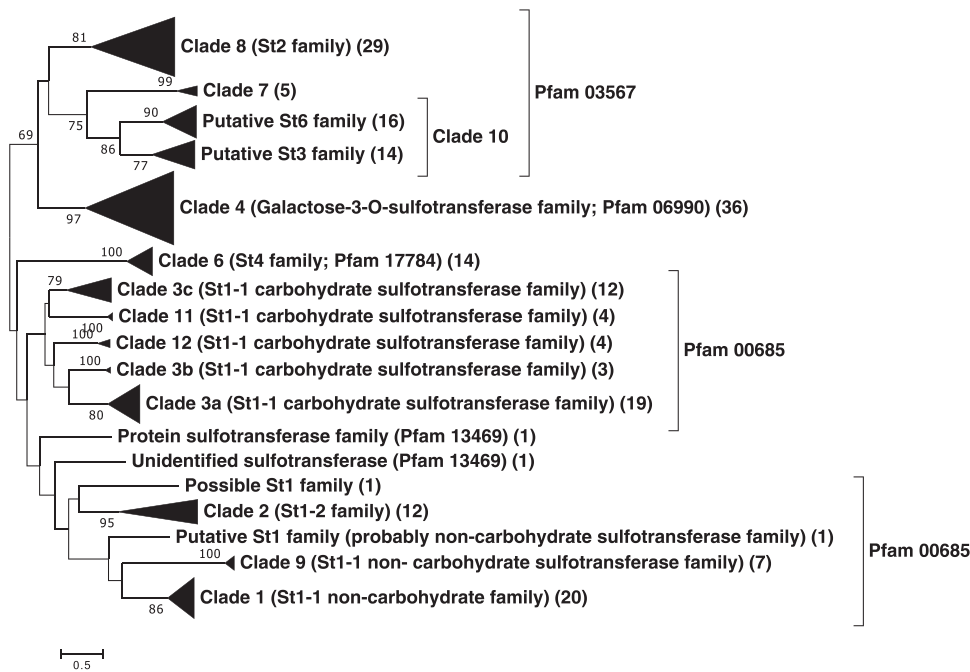 81
Clade 8 (St2 family) (29)
Pfam 03567
99
Clade 7 (5)
75
90
Putative St6 family (16)
Clade 10
69
86
Putative St3 family (14)
77
97
Clade 4 (Galactose-3-O-sulfotransferase family; Pfam 06990) (36)
100
Clade 6 (St4 family; Pfam 17784) (14)
79
Clade 3c (St1-1 carbohydrate sulfotransferase family) (12)
100
Clade 11 (St1-1 carbohydrate sulfotransferase family) (4)
100
Clade 12 (St1-1 carbohydrate sulfotransferase family) (4)
Pfam 00685
100
Clade 3b (St1-1 carbohydrate sulfotransferase family) (3)
80
Clade 3a (St1-1 carbohydrate sulfotransferase family) (19)
Protein sulfotransferase family (Pfam 13469) (1)
Unidentified sulfotransferase (Pfam 13469) (1)
Possible St1 family (1)
95
Clade 2 (St1-2 family) (12)
Putative St1 family (probably non-carbohydrate sulfotransferase family) (1)
Pfam 00685
100
Clade 9 (St1-1 non- carbohydrate sulfotransferase family) (7)
86
Clade 1 (St1-1 non-carbohydrate family) (20)
0.5